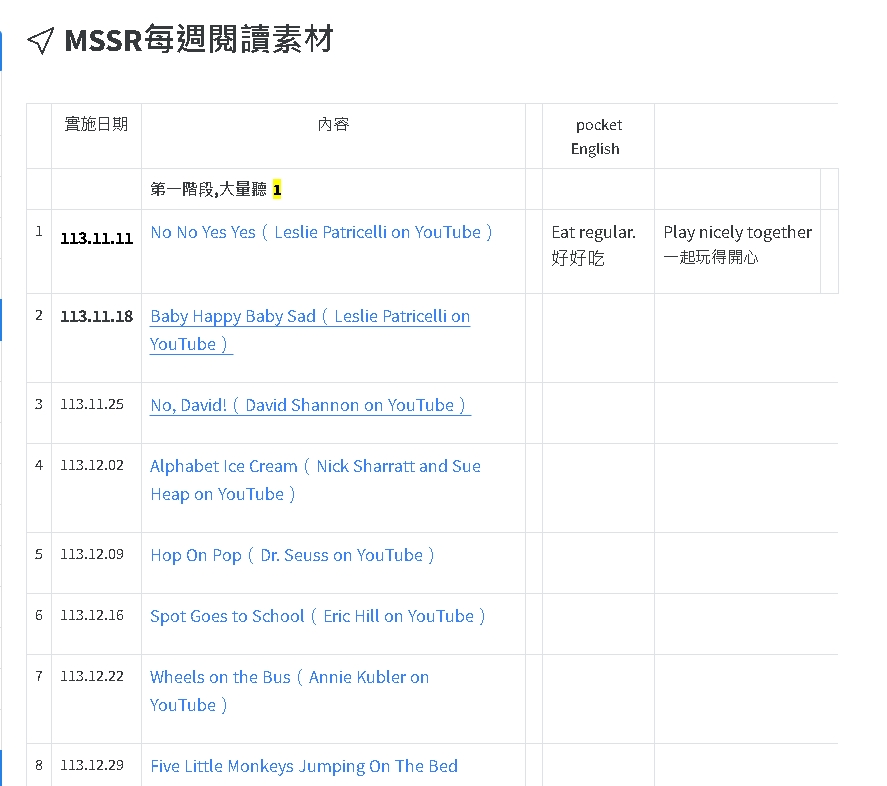 MSSR每週閱讀素材
實施日期 內容 pocket
English
第一階段,大量聽 1
1 113.11.11 No No Yes Yes（Leslie Patricelli on YouTube） Eat regular. Play nicely together
好好吃 一起玩得開心
2 113.11.18 Baby Happy Baby Sad（Leslie Patricelli on
YouTube）
3 113.11.25 No, David!（David Shannon on YouTube）
4 113.12.02 Alphabet Ice Cream（Nick Sharratt and Sue
Heap on YouTube）
5 113.12.09 Hop On Pop（Dr. Seuss on YouTube）
6 113.12.16 Spot Goes to School（Eric Hill on YouTube）
7 113.12.22 Wheels on the Bus（Annie Kubler on
YouTube）
8 113.12.29 Five Little Monkeys Jumping On The Bed